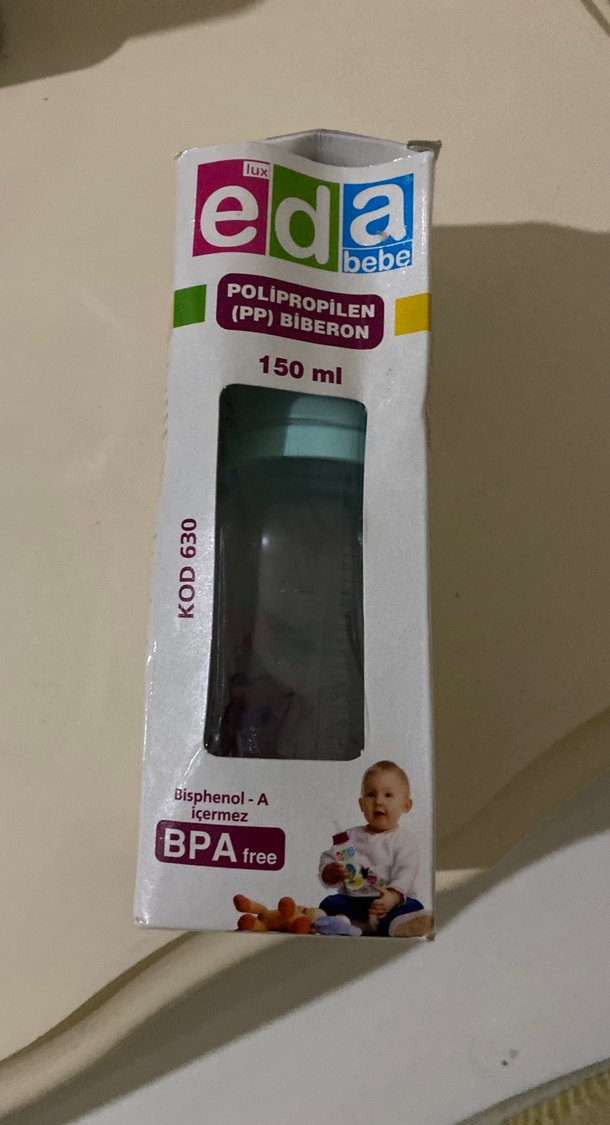 lux
eda
bebe
POLİPROPİLEN
(PP) BİBERON
150 ml
KOD 630
Bisphenol - A
içermez
BPA free